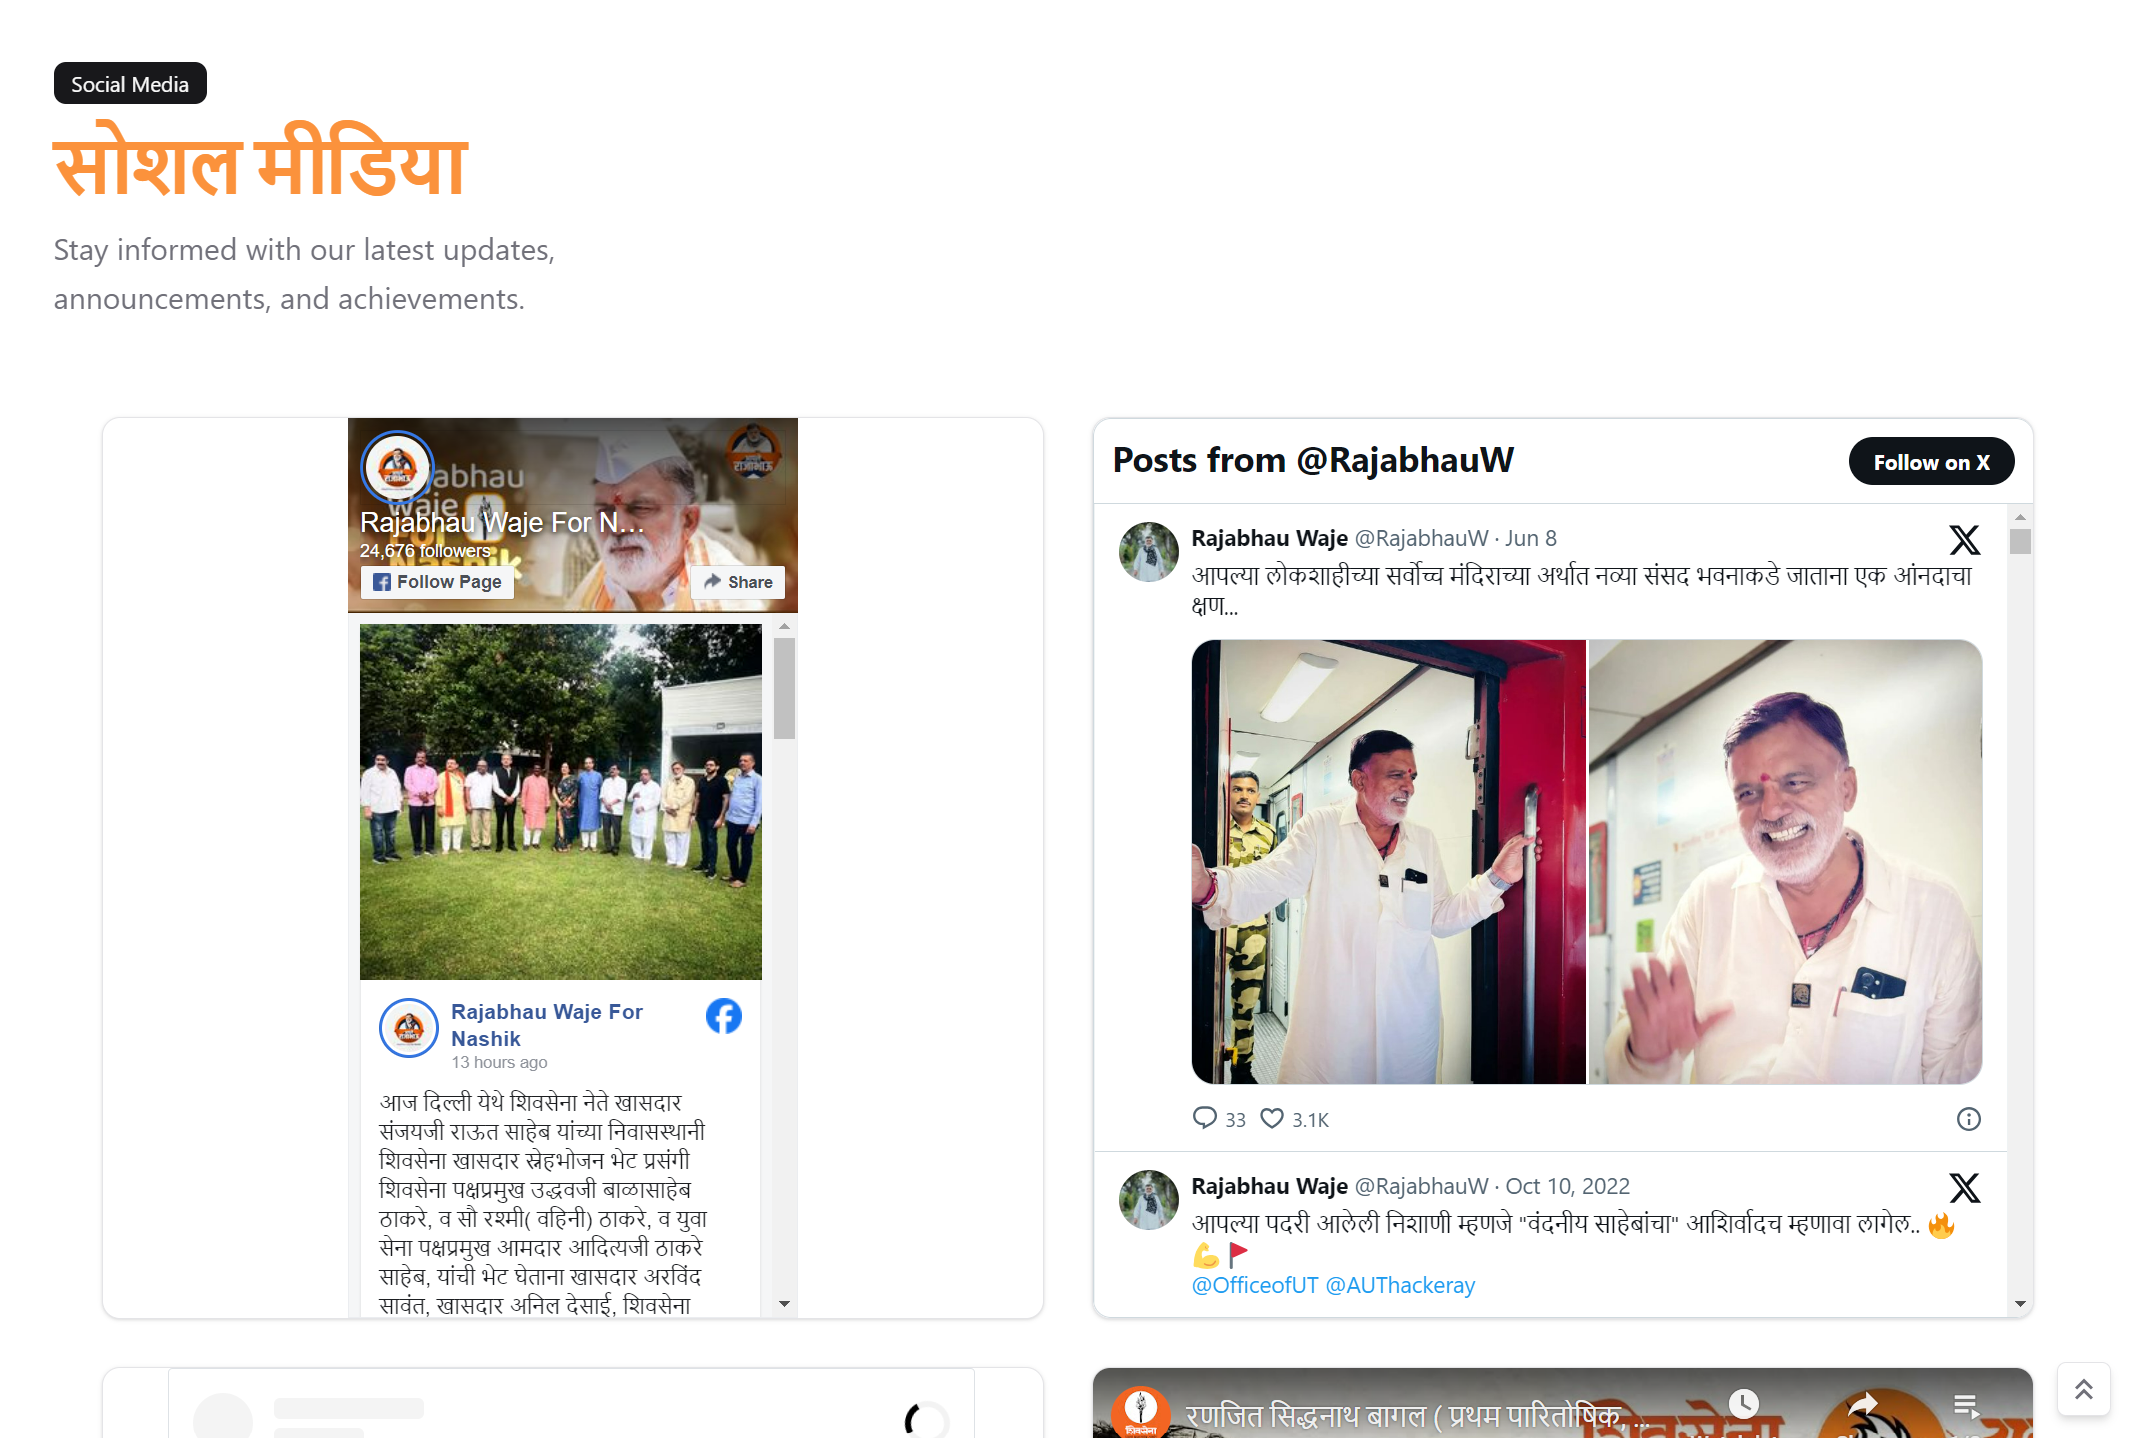 Social Media
सोशल मीडिया
Stay informed with our latest updates,
announcements, and achievements.
Rajabhau Waje For N...
24,676 followers
Follow Page
Share
Rajabhau Waje For
Nashik
13 hours ago
आज दिल्ली येथे शिवसेना नेते खासदार
संजयजी राऊत साहेब यांच्या निवासस्थानी
शिवसेना खासदार स्नेहभोजन भेट प्रसंगी
शिवसेना पक्षप्रमुख उद्धवजी बाळासाहेब
ठाकरे, व सौ रश्मी( वहिनी) ठाकरे, व युवा
सेना पक्षप्रमुख आमदार आदित्यजी ठाकरे
साहेब, यांची भेट घेताना खासदार अरविंद
सावंत, खासदार अनिल देसाई, शिवसेना
Posts from @RajabhauW
Follow on X
Rajabhau Waje @RajabhauW · Jun 8
आपल्या लोकशाहीच्या सर्वोच्च मंदिराच्या अर्थात नव्या संसद भवनाकडे जाताना एक आंनदाचा
क्षण...
33 3.1K
Rajabhau Waje @RajabhauW · Oct 10, 2022
आपल्या पदरी आलेली निशाणी म्हणजे "वंदनीय साहेबांचा" आशिर्वादच म्हणावा लागेल.. 🔥
💪🚩
@OfficeofUT @AUThackeray
रणजित सिद्धनाथ बागल ( प्रथम पारितोषिक, ...